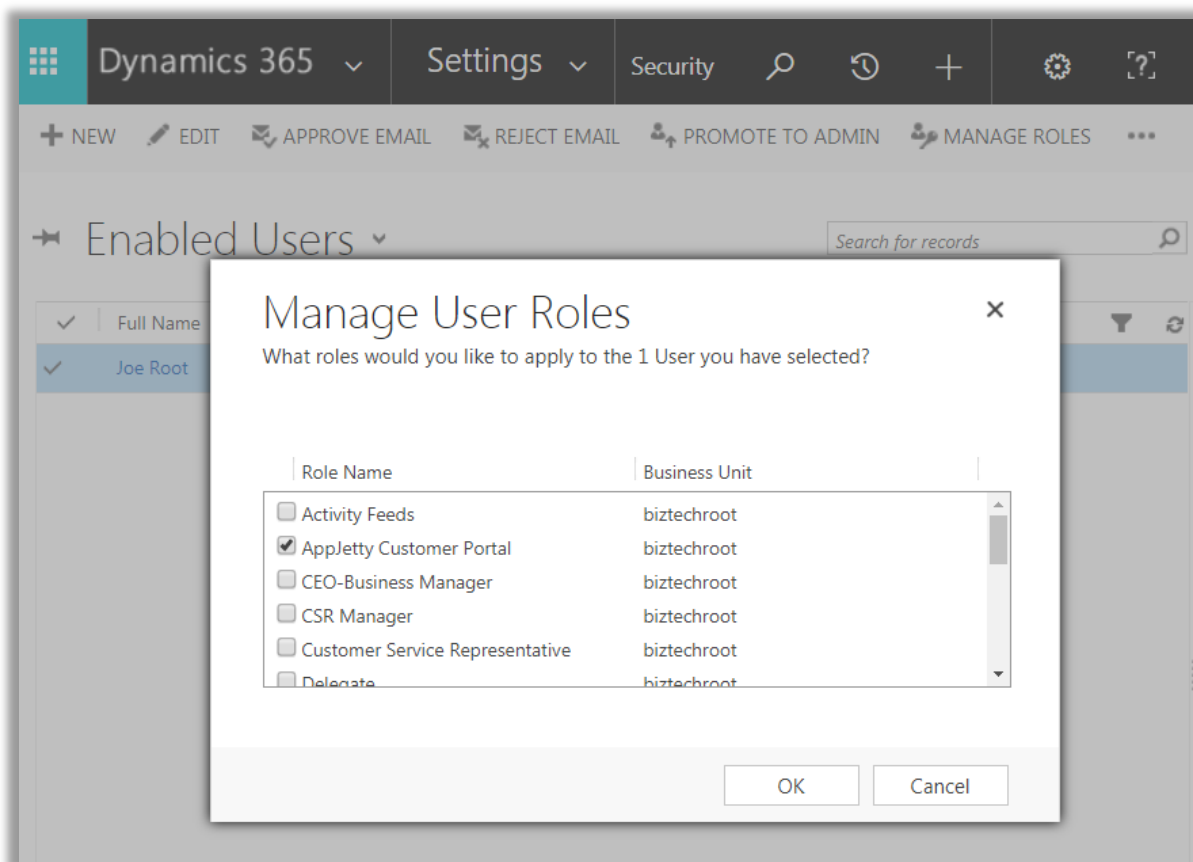 Dynamics 365 Settings Security
NEW EDIT APPROVE EMAIL REJECT EMAIL PROMOTE TO ADMIN MANAGE ROLES
Enabled Users
Search for records
Manage User Roles
Full Name
What roles would you like to apply to the 1 User you have selected?
Joe Root
Role Name Business Unit
Activity Feeds biztechroot
AppJetty Customer Portal biztechroot
CEO-Business Manager biztechroot
CSR Manager biztechroot
Customer Service Representative biztechroot
Delegate biztechroot
OK Cancel